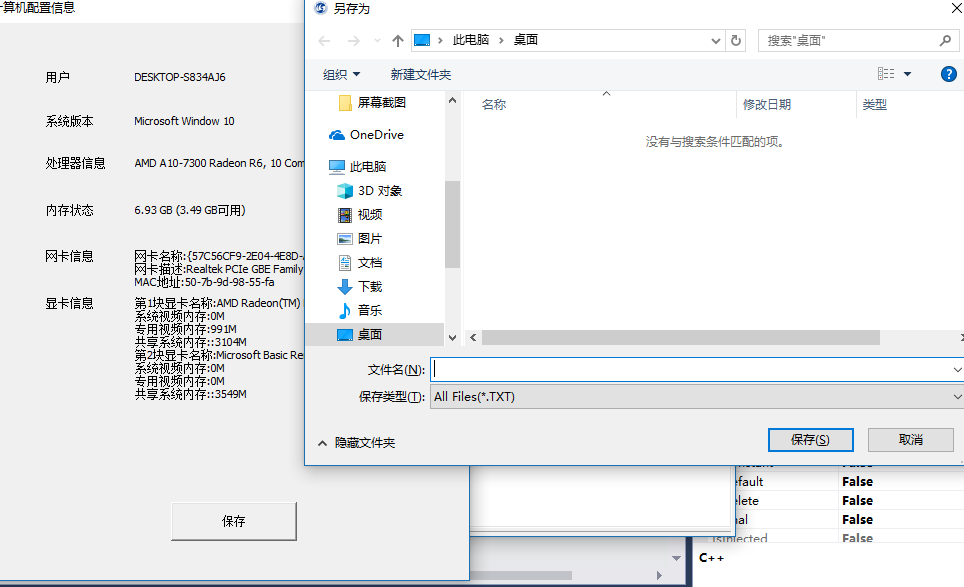 计算机配置信息
用户 DESKTOP-S834AJ6
系统版本 Microsoft Window 10
处理器信息 AMD A10-7300 Radeon R6, 10 Com
内存状态 6.93 GB (3.49 GB可用)
网卡信息 网卡名称:{57C56CF9-2E04-4E8D-
网卡描述:Realtek PCIe GBE Family
MAC地址:50-7b-9d-98-55-fa
显卡信息 第1块显卡名称:AMD Radeon(TM)
系统视频内存:0M
专用视频内存:991M
共享系统内存::3104M
第2块显卡名称:Microsoft Basic Re
系统视频内存:0M
专用视频内存:0M
共享系统内存::3549M
保存
另存为
此电脑 桌面
搜索"桌面"
组织 新建文件夹
屏幕截图
OneDrive
此电脑
3D 对象
视频
图片
文档
下载
音乐
桌面
名称 修改日期 类型
没有与搜索条件匹配的项。
文件名(N):
保存类型(T): All Files(*.TXT)
隐藏文件夹
保存(S) 取消
efault False
elete False
nal False
IsInjected False
C++